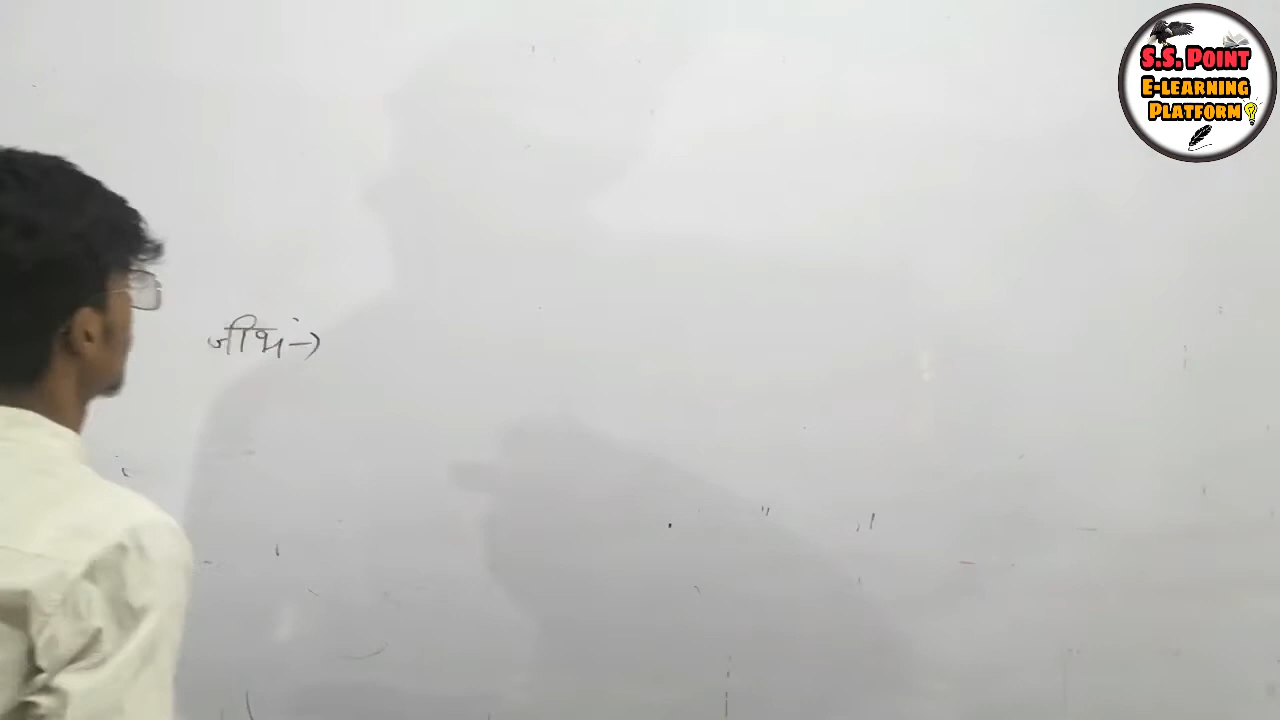 S.S. POINT
E-LEARNING
PLATFORM
जीभ :→